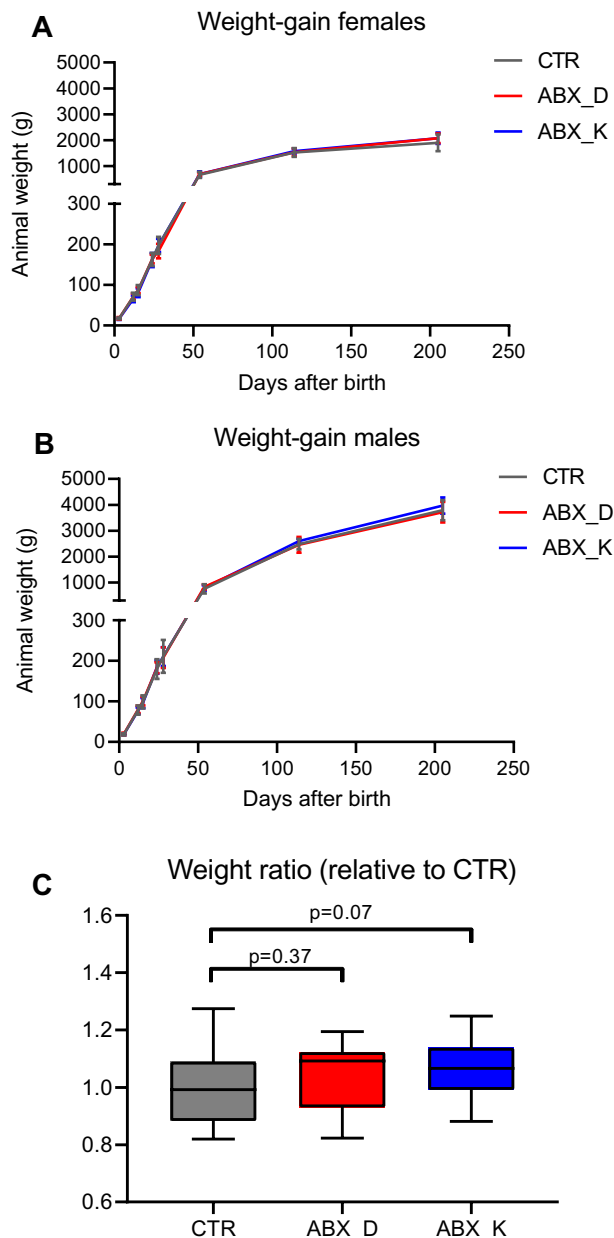 A
Weight-gain females
CTR
ABX_D
ABX_K
Animal weight (g)
5000
4000
3000
2000
1000
300
200
100
0
0 50 100 150 200 250
Days after birth
B
Weight-gain males
CTR
ABX_D
ABX_K
Animal weight (g)
5000
4000
3000
2000
1000
300
200
100
0
0 50 100 150 200 250
Days after birth
C
Weight ratio (relative to CTR)
p=0.07
p=0.37
1.6
1.4
1.2
1.0
0.8
0.6
CTR ABX_D ABX_K